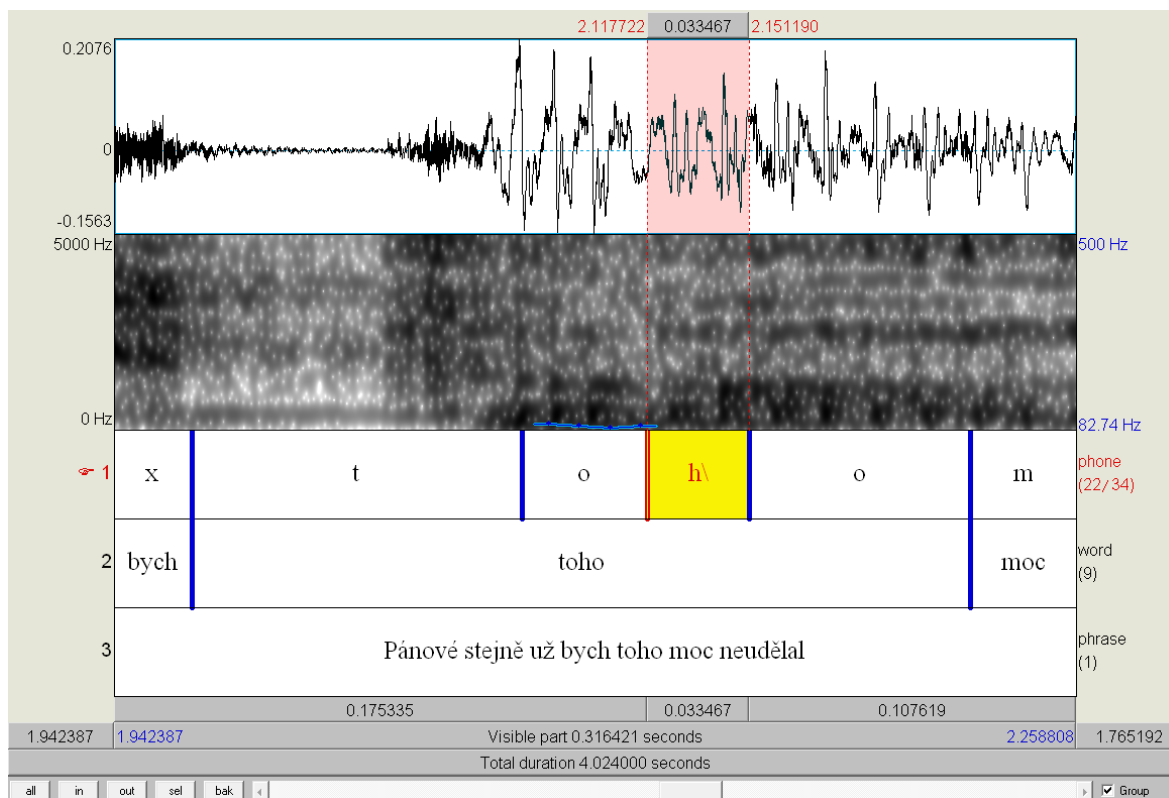 2.117722 0.033467 2.151190
0.2076
0
-0.1563
5000 Hz 500 Hz
0 Hz 82.74 Hz
1 x t o h\ o m phone
(22/34)
2 bych toho moc word
(9)
3 Pánové stejně už bych toho moc neudělal phrase
(1)
0.175335 0.033467 0.107619
1.942387 1.942387 Visible part 0.316421 seconds 2.258808 1.765192
Total duration 4.024000 seconds
all in out sel bak Group